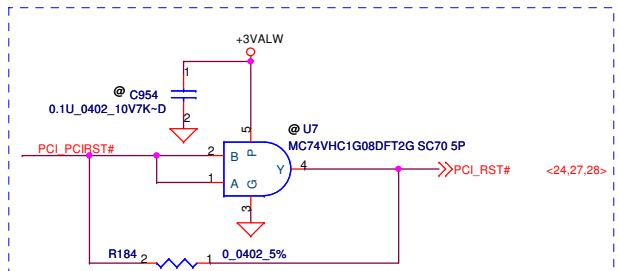 +3VALW
1
@ C954
0.1U_0402_10V7K~D
2
5
@ U7
MC74VHC1G08DFT2G SC70 5P
PCI_PCIRST#
2 B P
Y 4
1 A G
PCI_RST# <24,27,28>
3
R184 2 1 0_0402_5%